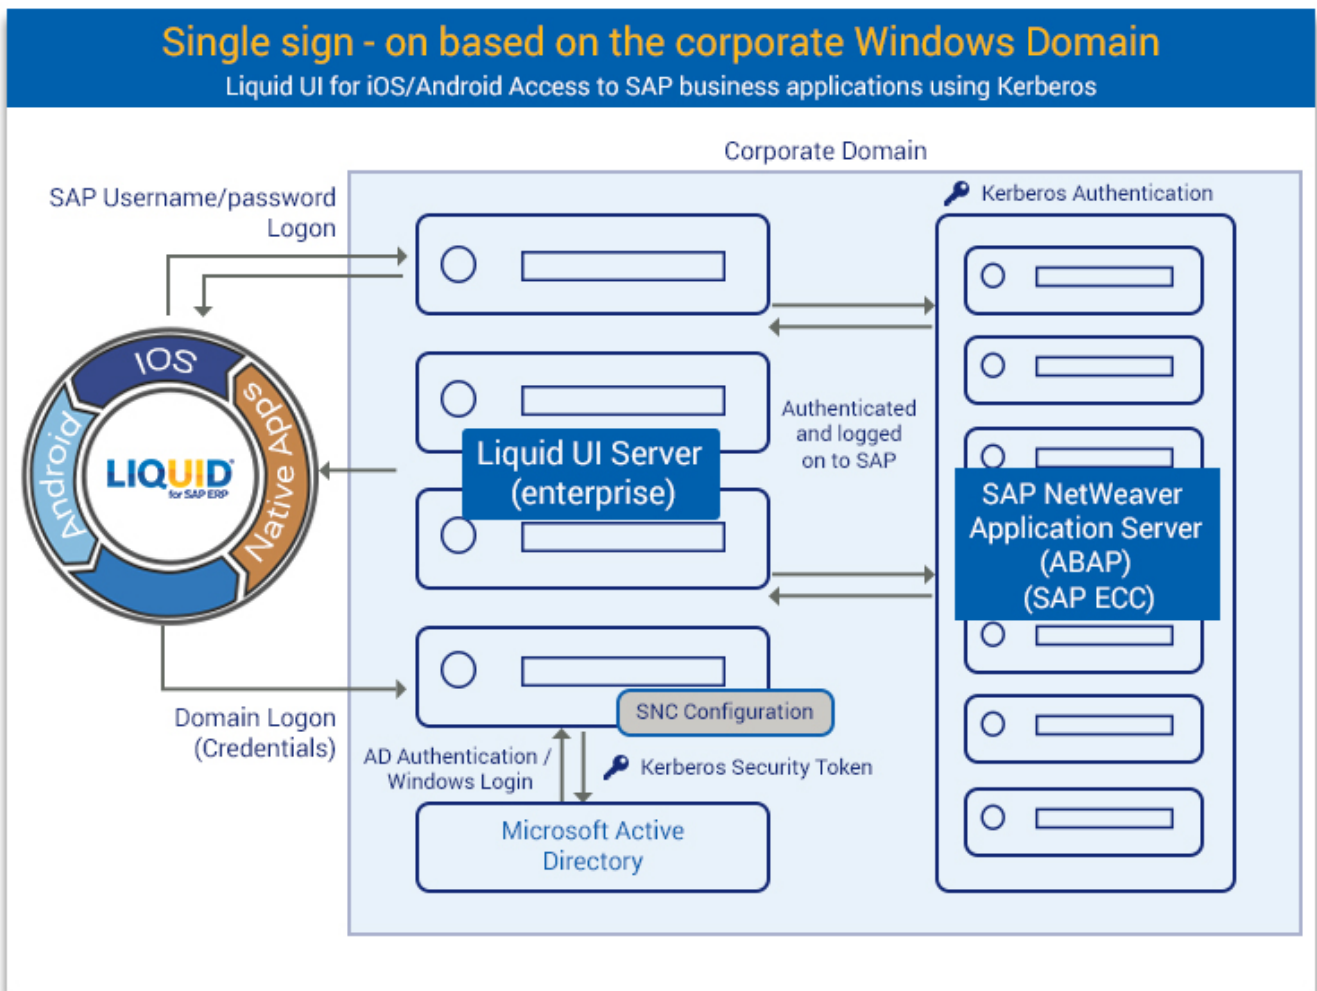 Single sign - on based on the corporate Windows Domain
Liquid UI for iOS/Android Access to SAP business applications using Kerberos
Corporate Domain
SAP Username/password
Logon
Kerberos Authentication
IOS
Android
Native Apps
LIQUID
for SAP ERP
Liquid UI Server
(enterprise)
Authenticated
and logged
on to SAP
SAP NetWeaver
Application Server
(ABAP)
(SAP ECC)
Domain Logon
(Credentials)
SNC Configuration
AD Authentication /
Windows Login
Kerberos Security Token
Microsoft Active
Directory